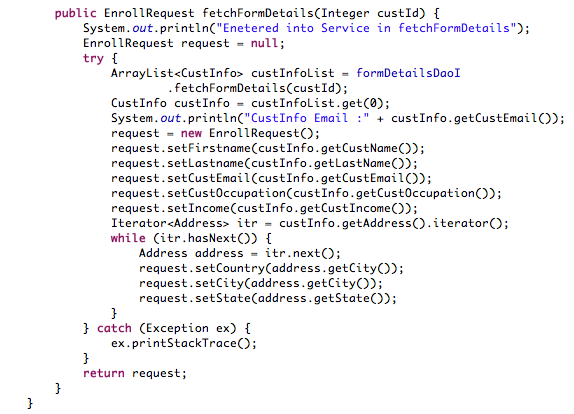 public EnrollRequest fetchFormDetails(Integer custId) {
System.out.println("Enetered into Service in fetchFormDetails");
EnrollRequest request = null;
try {
ArrayList<CustInfo> custInfoList = formDetailsDaoI
.fetchFormDetails(custId);
CustInfo custInfo = custInfoList.get(0);
System.out.println("CustInfo Email :" + custInfo.getCustEmail());
request = new EnrollRequest();
request.setFirstname(custInfo.getCustName());
request.setLastname(custInfo.getLastName());
request.setCustEmail(custInfo.getCustEmail());
request.setCustOccupation(custInfo.getCustOccupation());
request.setIncome(custInfo.getCustIncome());
Iterator<Address> itr = custInfo.getAddress().iterator();
while (itr.hasNext()) {
Address address = itr.next();
request.setCountry(address.getCity());
request.setCity(address.getCity());
request.setState(address.getState());
}
} catch (Exception ex) {
ex.printStackTrace();
}
return request;
}
}